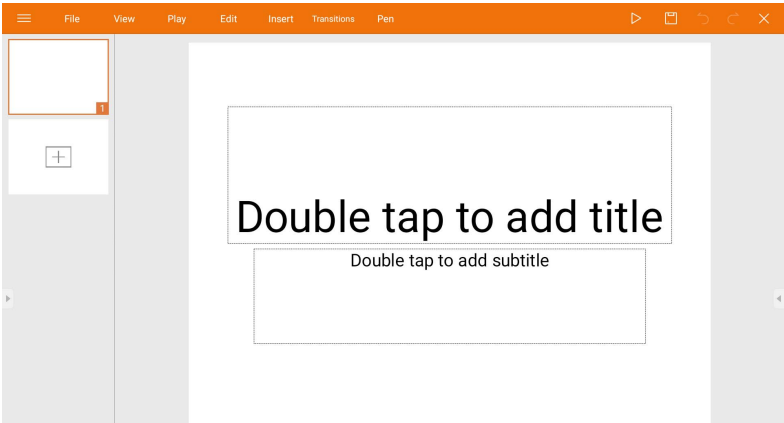 File View Play Edit Insert Transitions Pen
1
Double tap to add title
Double tap to add subtitle